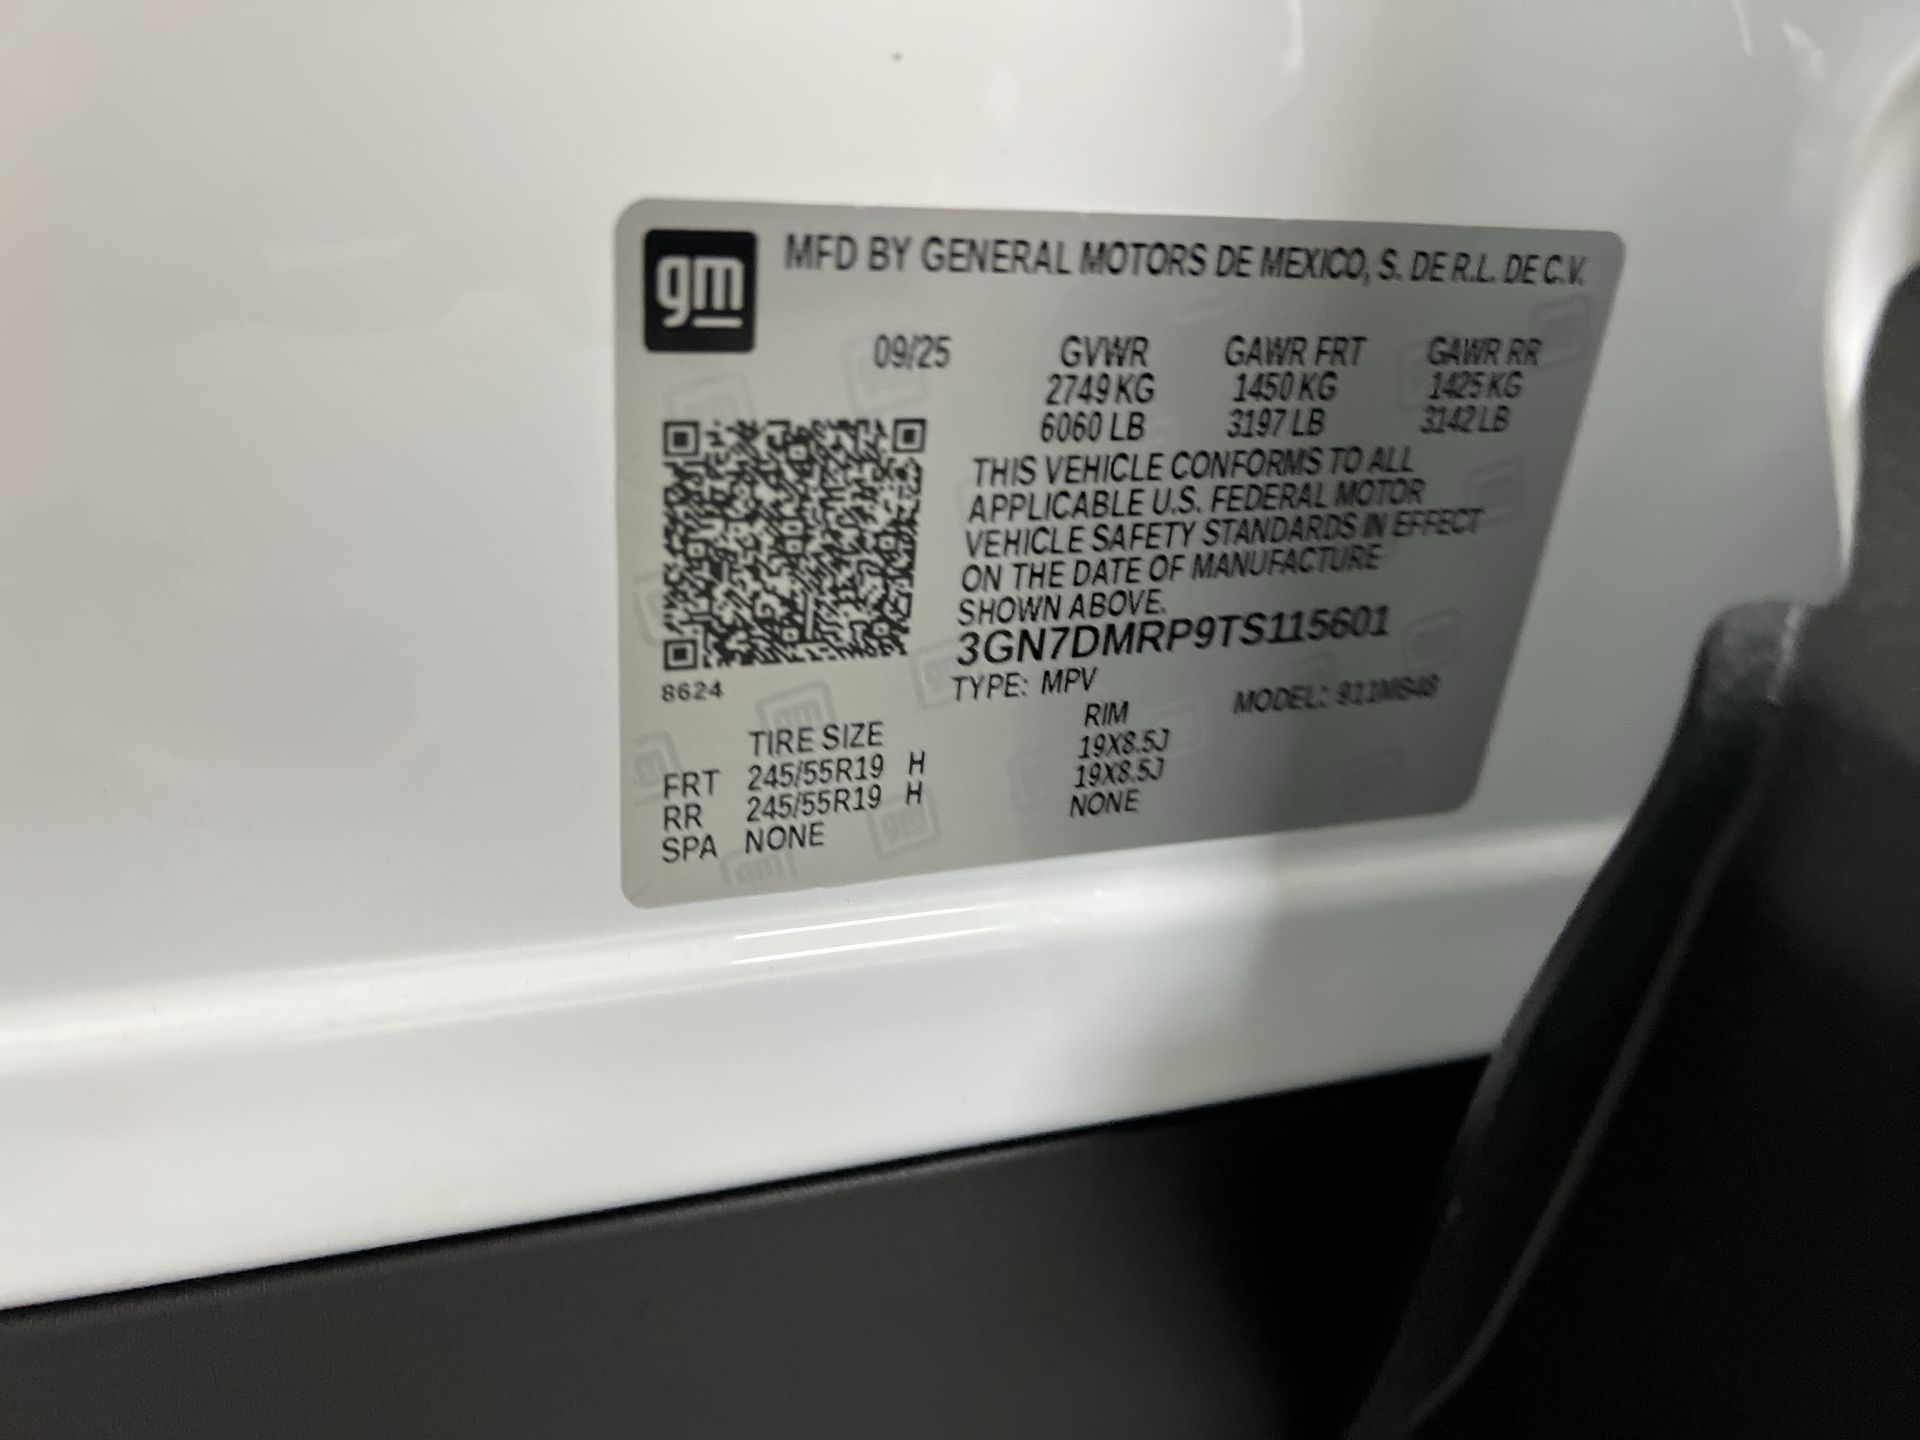 gm
MFD BY GENERAL MOTORS DE MEXICO, S. DE R.L. DE C.V.
09/25 GVWR GAWR FRT GAWR RR
2749 KG 1450 KG 1425 KG
6060 LB 3197 LB 3142 LB
THIS VEHICLE CONFORMS TO ALL
APPLICABLE U.S. FEDERAL MOTOR
VEHICLE SAFETY STANDARDS IN EFFECT
ON THE DATE OF MANUFACTURE
SHOWN ABOVE.
3GN7DMRP9TS115601
8624
TYPE: MPV MODEL:
TIRE SIZE RIM
FRT 245/55R19 H 19X8.5J
RR 245/55R19 H 19X8.5J
SPA NONE NONE